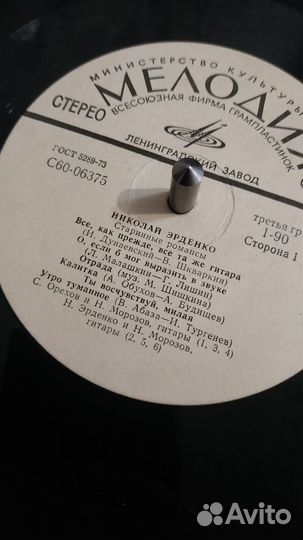 МИНИСТЕРСТВО КУЛЬТУРЫ
МЕЛОДИЯ
ВСЕСОЮЗНАЯ ФИРМА ГРАМПЛАСТИНОК
СТЕРЕО
ЛЕНИНГРАДСКИЙ ЗАВОД
ГОСТ 5289-73
С60-06375
третья гр
1-90
Сторона 1
НИКОЛАЙ ЭРДЕНКО
Старинные романсы
Все, как прежде, все та же гитара
(И. Дунаевский—В. Шкваркин)
О, если б мог выразить в звуке
(Л. Малашкин—Г. Лишин)
Отрада (муз. М. Шишкина)
Калитка (А. Обухов—А. Будищев)
Ты восчувствуй, милая
Утро туманное (В. Абаза—И. Тургенев)
С. Орехов и Н. Морозов, гитары (1, 3, 4)
Н. Эрденко и Н. Морозов,
гитары (2, 5, 6)
Avito